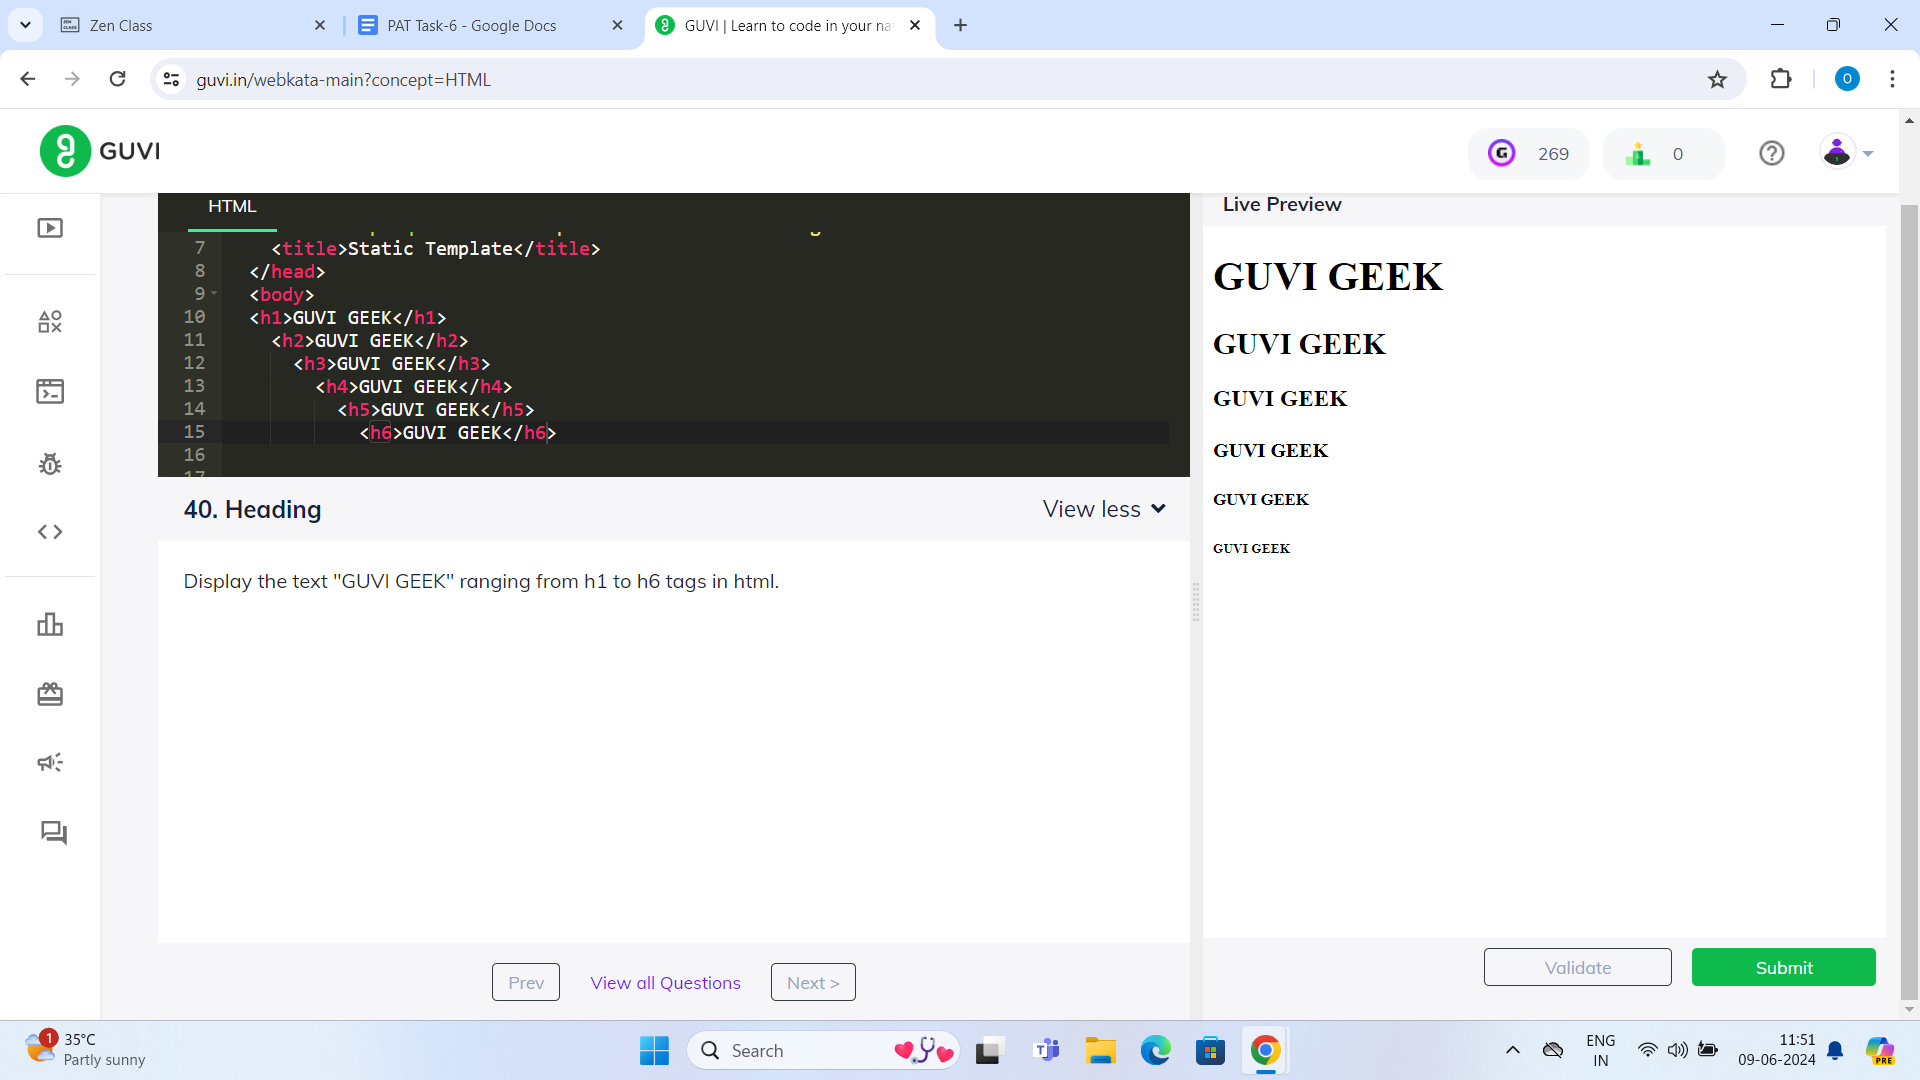 Zen Class
PAT Task-6 - Google Docs
GUVI | Learn to code in your na
guvi.in/webkata-main?concept=HTML
O
GUVI
G 269
0
HTML
Live Preview
7 <title>Static Template</title>
8 </head>
9 <body>
10 <h1>GUVI GEEK</h1>
11 <h2>GUVI GEEK</h2>
12 <h3>GUVI GEEK</h3>
13 <h4>GUVI GEEK</h4>
14 <h5>GUVI GEEK</h5>
15 <h6>GUVI GEEK</h6>
16
GUVI GEEK
GUVI GEEK
GUVI GEEK
GUVI GEEK
GUVI GEEK
GUVI GEEK
40. Heading
View less
Display the text "GUVI GEEK" ranging from h1 to h6 tags in html.
Prev
View all Questions
Next >
Validate
Submit
1
35°C
Partly sunny
Search
ENG
IN
11:51
09-06-2024
PRE